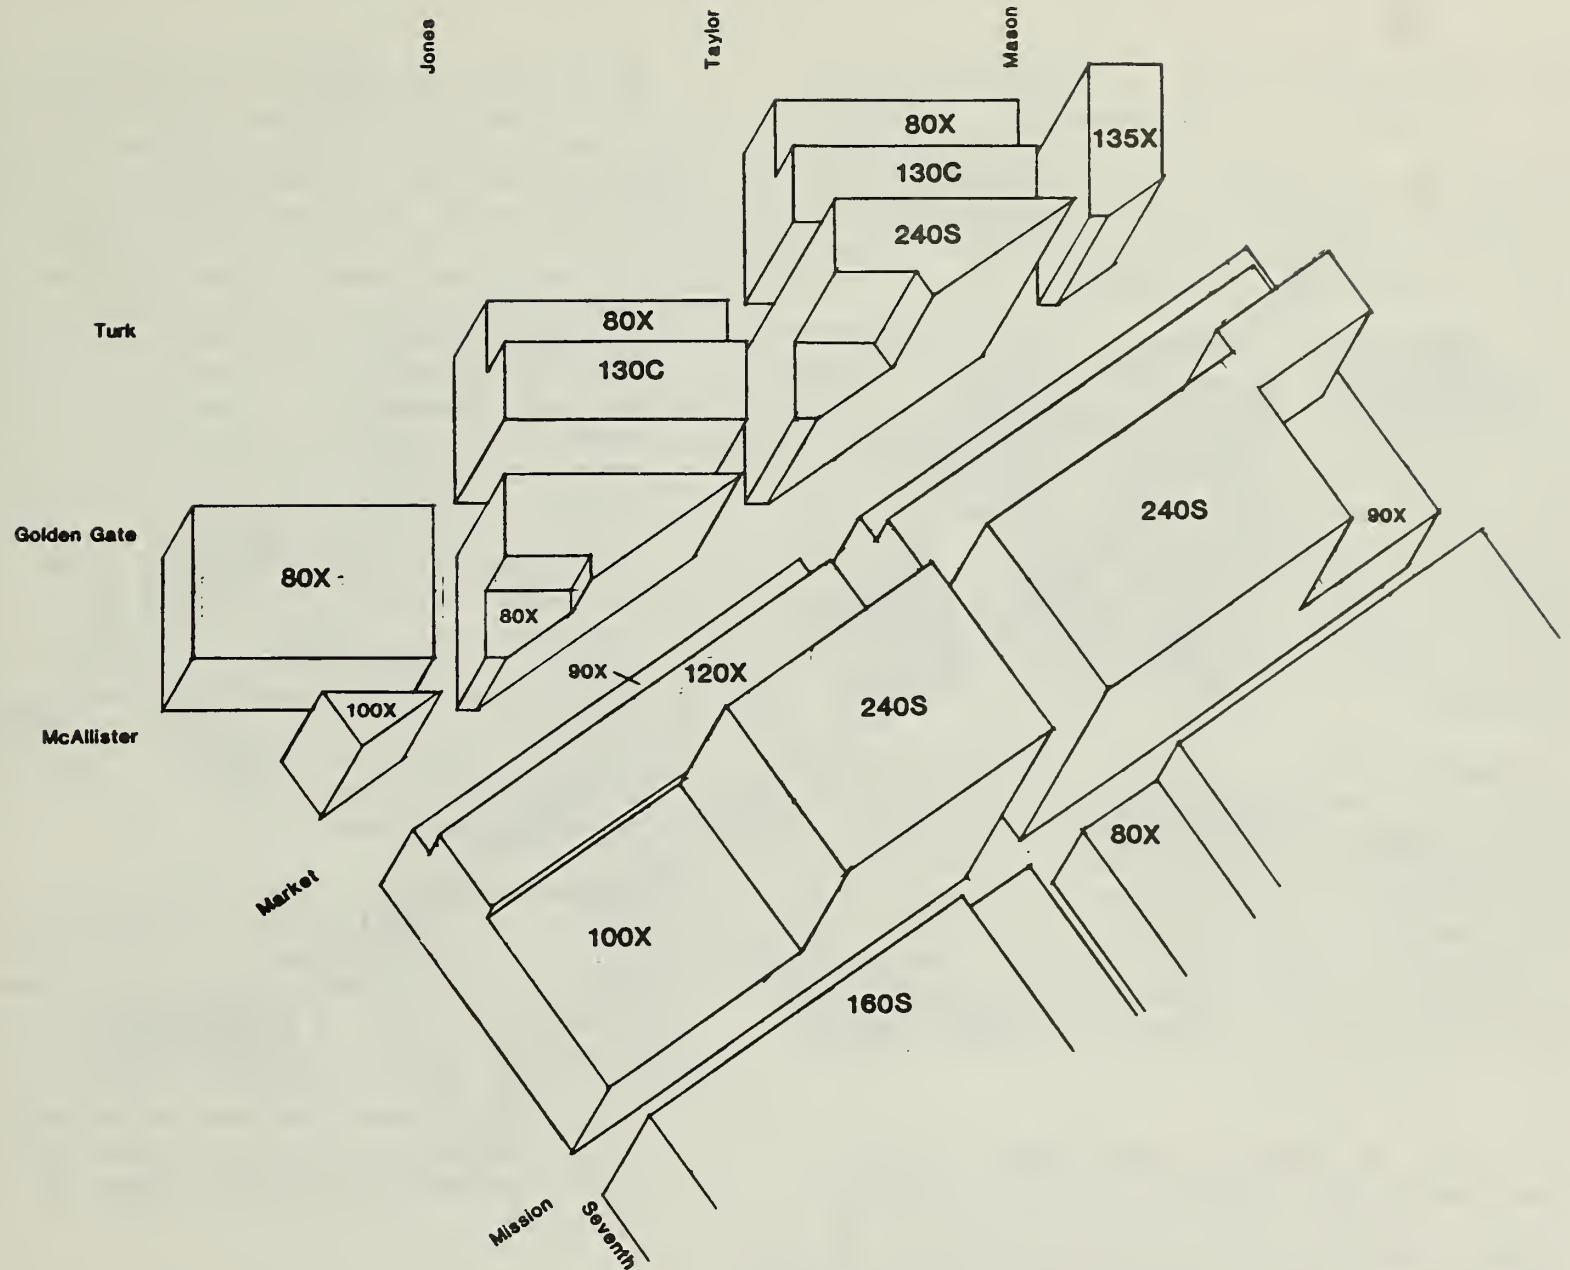 Jones
Taylor
Mason
80X
135X
130C
240S
Turk
80X
130C
Golden Gate
80X
240S
90X
80X
90X
120X
240S
100X
McAllister
80X
Market
100X
160S
Mission
Seventh